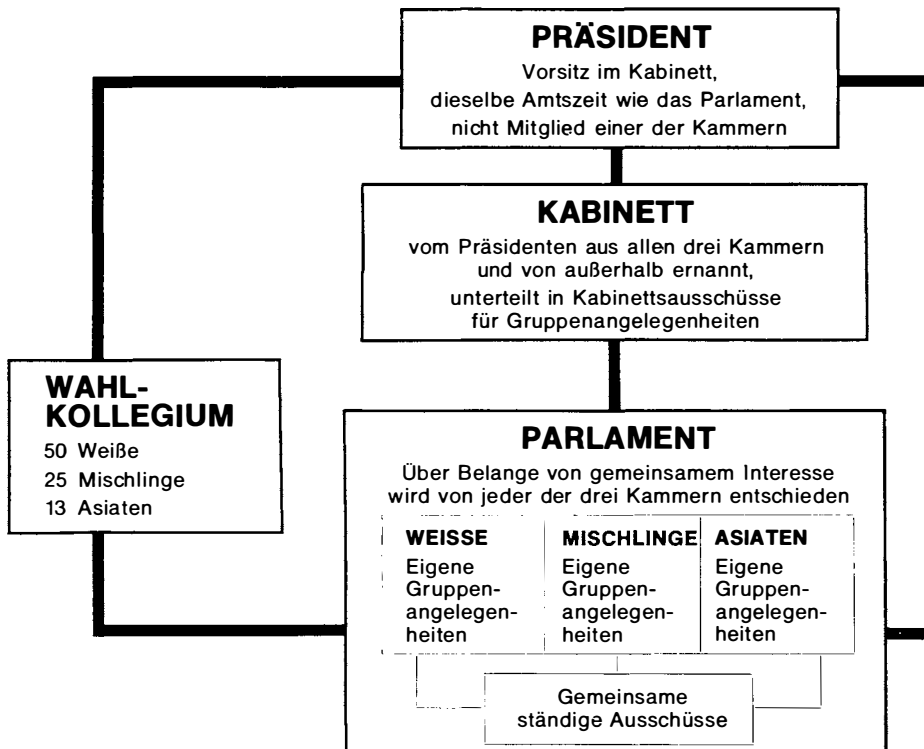 PRÄSIDENT
Vorsitz im Kabinett,
dieselbe Amtszeit wie das Parlament,
nicht Mitglied einer der Kammern
KABINETT
vom Präsidenten aus allen drei Kammern
und von außerhalb ernannt,
unterteilt in Kabinettsausschüsse
für Gruppenangelegenheiten
WAHL-
KOLLEGIUM
50 Weiße
25 Mischlinge
13 Asiaten
PARLAMENT
Über Belange von gemeinsamem Interesse
wird von jeder der drei Kammern entschieden
WEISSE
Eigene
Gruppen-
angelegen-
heiten
MISCHLINGE
Eigene
Gruppen-
angelegen-
heiten
ASIATEN
Eigene
Gruppen-
angelegen-
heiten
Gemeinsame
ständige Ausschüsse